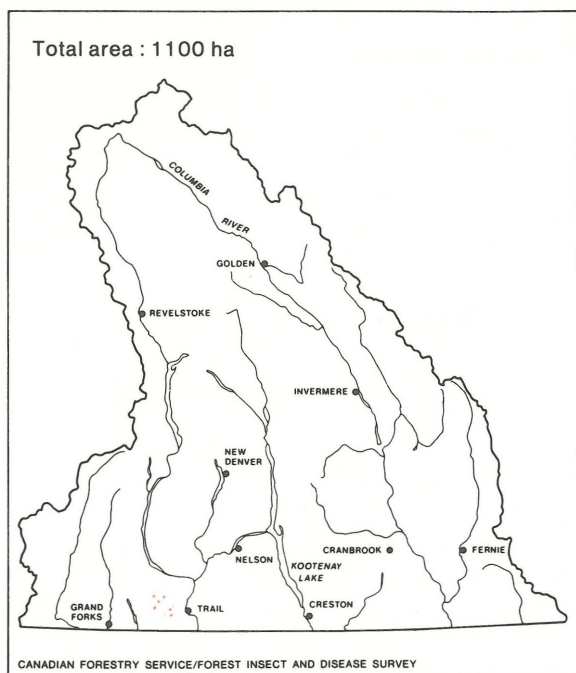 Total area : 1100 ha
COLUMBIA
RIVER
GOLDEN
REVELSTOKE
INVERMERE
NEW
DENVER
NELSON
KOOTENAY
LAKE
CRANBROOK
FERNIE
GRAND
FORKS
TRAIL
CRESTON
CANADIAN FORESTRY SERVICE/FOREST INSECT AND DISEASE SURVEY